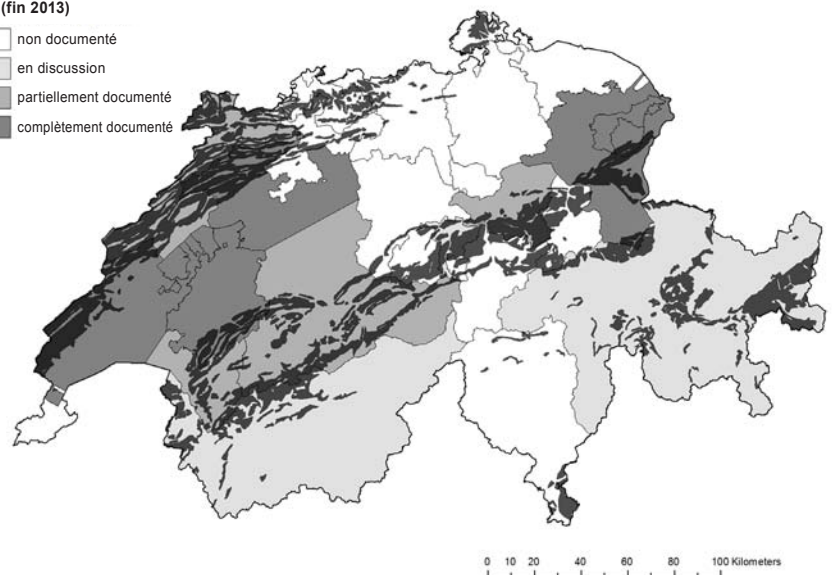 (fin 2013)
non documenté
en discussion
partiellement documenté
complètement documenté
0 10 20 40 60 80 100 Kilometers